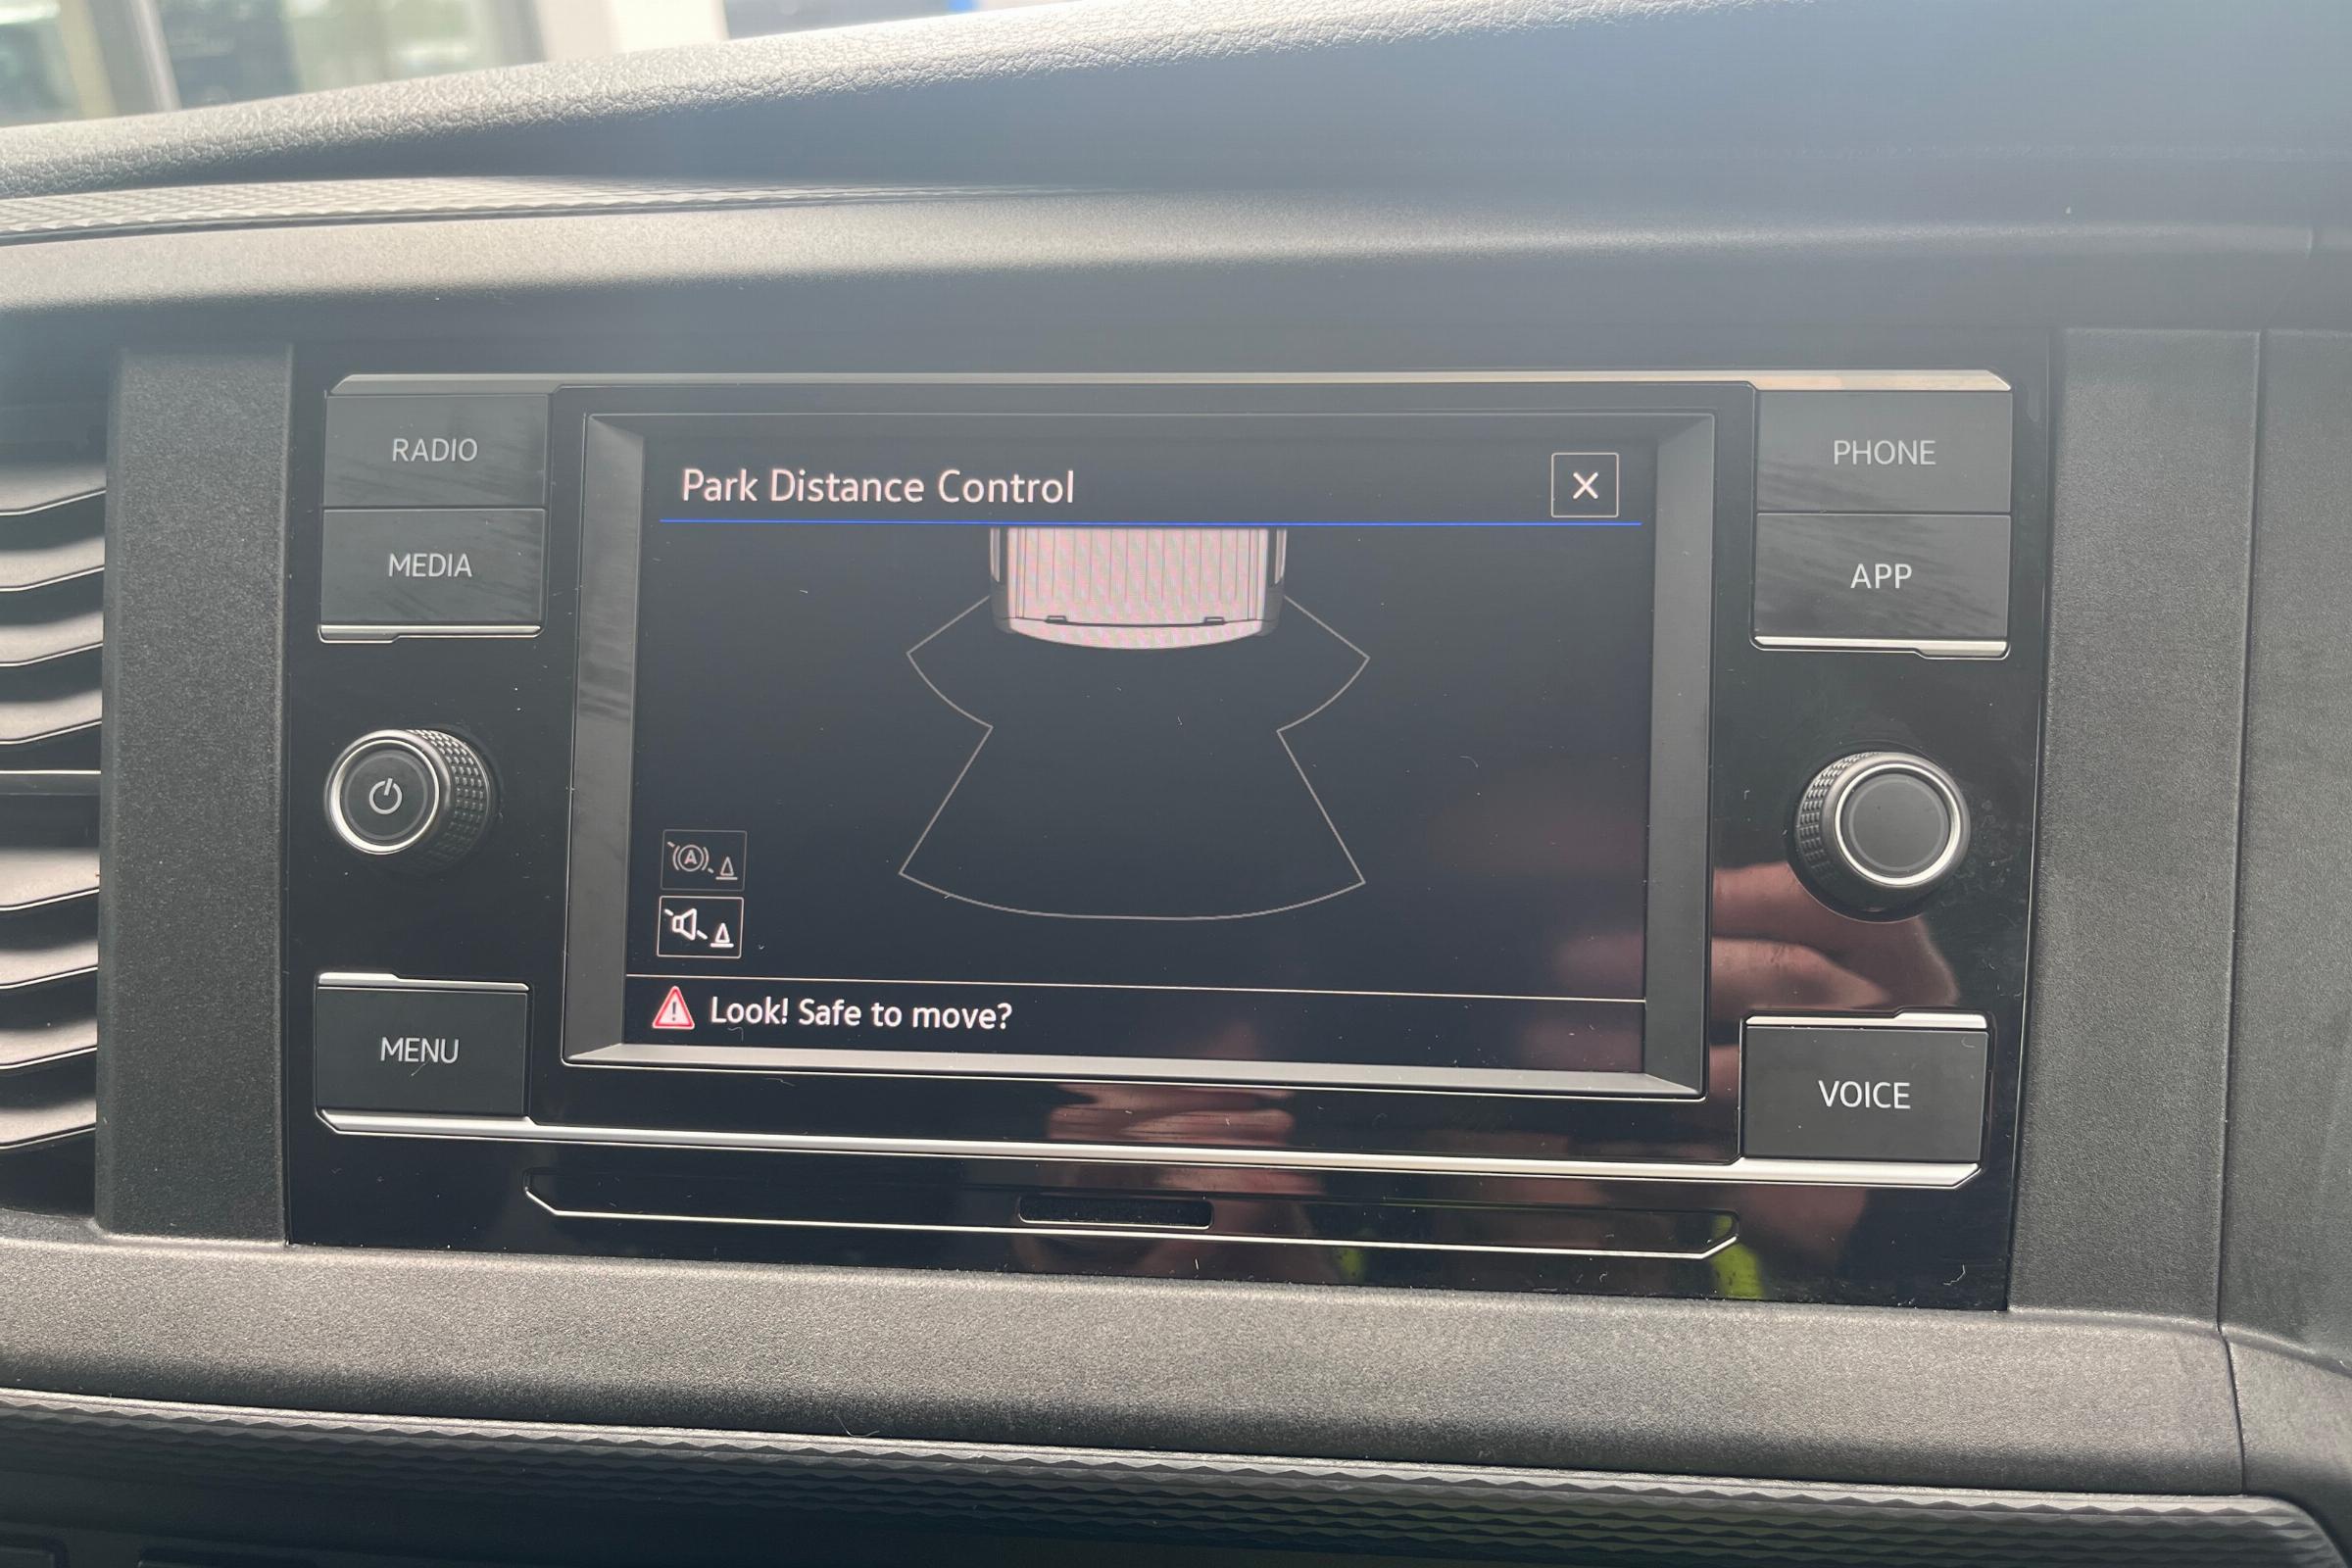 RADIO
MEDIA
MENU
Park Distance Control
A
Look! Safe to move?
PHONE
APP
VOICE